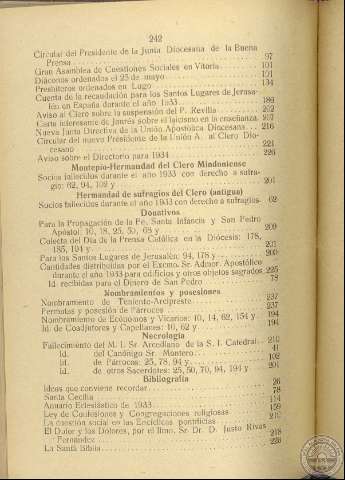 242
Circular del Presidente de la Junta Diocesana de la Buena
Prensa 97
Gran Asamblea de Cuestiones Sociales en Vitoria 101
Diáconos ordenados el 25 de mayo 101
Presbíteros ordenados en Lugo 134
Cuenta de la recaudación para los Santos Lugares de Jerusa-
lén en España durante el año 1933 186
Aviso al Clero sobre la suspensión del P. Revilla 202
Carta interesante de Jaurés sobre el laicismo en la enseñanza 207
Nueva Junta Directiva de la Unión Apostólica Diocesana 216
Circular del nuevo Presidente de la Unión A. al Clero Dio-
cesano 221
Aviso sobre el Directorio para 1934 226
Montepío-Hermandad del Clero Mindoniense
Socios fallecidos durante el año 1933 con derecho a sufra-
gio: 62, 94, 109 y 201
Hermandad de sufragios del Clero (antigua)
Socios fallecidos durante el año 1933 con derecho a sufragios 62
Donativos
Para la Propagación de la Fe, Santa Infancia y San Pedro
Apóstol: 10, 18, 25, 50, 68 y 209
Colecta del Día de la Prensa Católica en la Diócesis: 178,
185, 194 y 201
Para los Santos Lugares de Jerusalén: 94, 178 y 209
Cantidades distribuídas por el Excmo. Sr. Admor. Apostólico
durante el año 1933 para edificios y otros objetos sagrados 225
Id. recibidas para el Dinero de San Pedro 78
Nombramientos y posesiones
Nombramiento de Teniente-Arcipreste 237
Permutas y posesión de Párrocos 237
Nombramiento de Ecónomos y Vicarios: 10, 14, 62, 154 y 194
Id. de Coadjutores y Capellanes: 10, 62 y 194
Necrología
Fallecimiento del M. I. Sr. Arcediano de la S. I. Catedral 210
Id. del Canónigo Sr. Montero 41
Id. de Párrocos: 25, 78, 94 y 102
Id. de otros Sacerdotes: 25, 50, 70, 94, 194 y 201
Bibliografía
Ideas que conviene recordar 26
Santa Cecilia 78
Anuario Eclesiástico de 1933 114
Ley de Confesiones y Congregaciones religiosas 159
La cuestión social en las Encíclicas pontificias 210
El Dolor y los Dolores, por el Ilmo. Sr. Dr. D. Justo Rivas
Fernández 218
La Santa Biblia 226